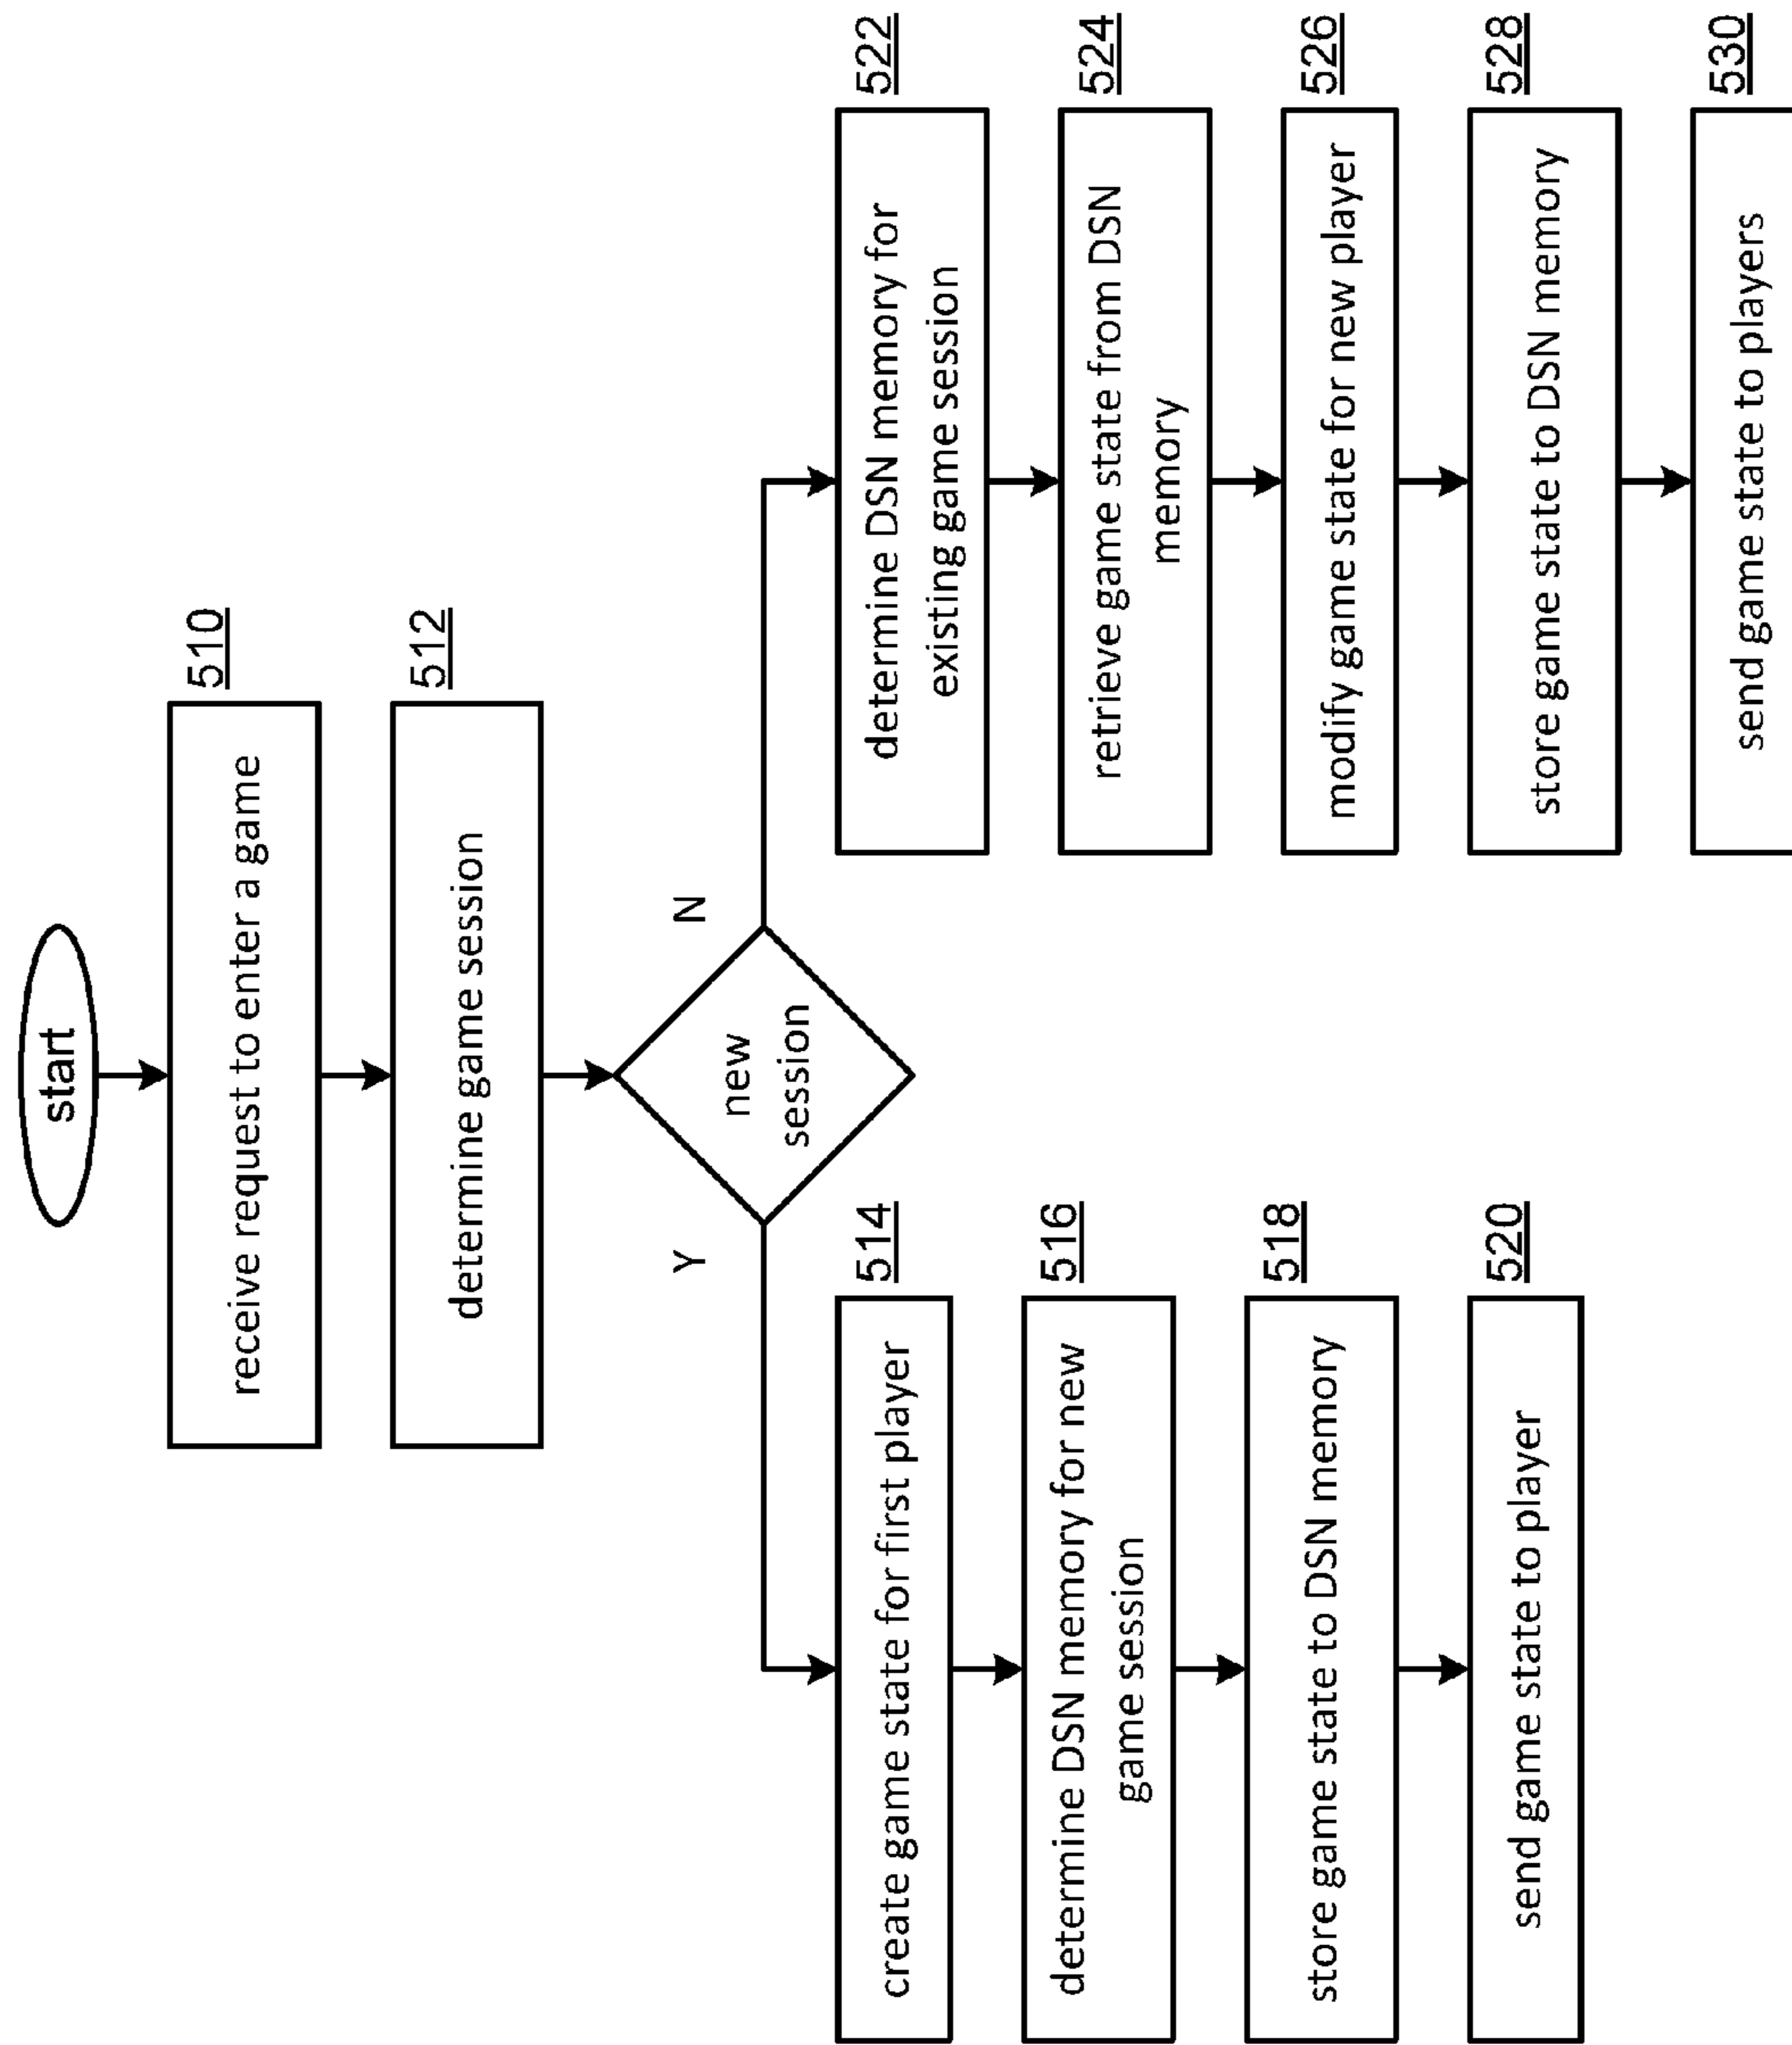 start
510
receive request to enter a game
512
determine game session
new
session
Y
N
514
create game state for first player
516
determine DSN memory for new
game session
518
store game state to DSN memory
520
send game state to player
522
determine DSN memory for
existing game session
524
retrieve game state from DSN
memory
526
modify game state for new player
528
store game state to DSN memory
530
send game state to players